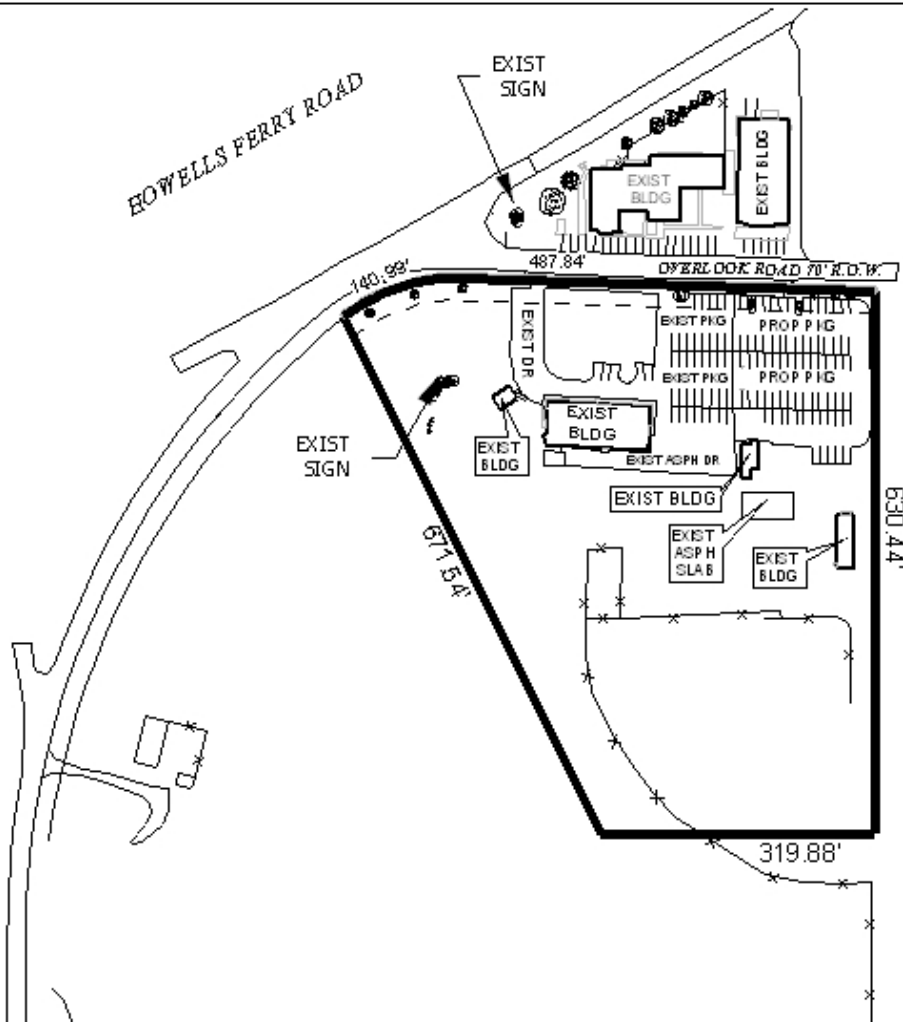 EXIST
SIGN
HOWELLS FERRY ROAD
EXIST
BLDG
EXIST BLDG
487.84'
OVERLOOK ROAD 70' R.O.W.
140.99'
EXIST DR
EXIST PKG
PROP PKG
EXIST PKG
PROP PKG
EXIST
BLDG
EXIST
SIGN
EXIST
BLDG
EXIST ASPH DR
EXIST BLDG
630.44'
671.54'
EXIST
ASPH
SLAB
EXIST
BLDG
319.88'